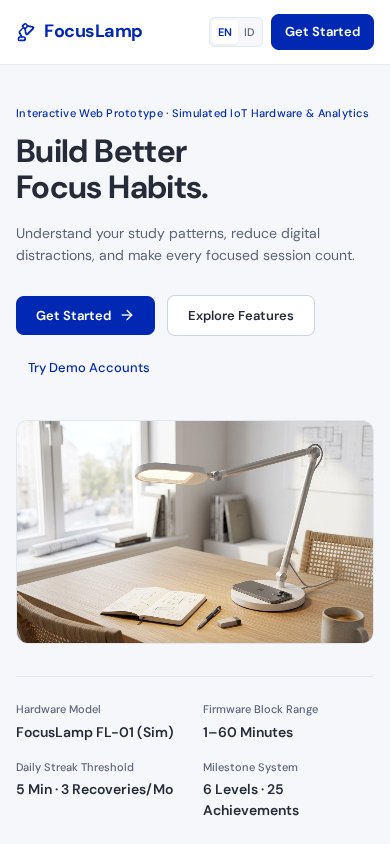 FocusLamp
EN ID
Get Started
Interactive Web Prototype · Simulated IoT Hardware & Analytics
Build Better
Focus Habits.
Understand your study patterns, reduce digital
distractions, and make every focused session count.
Get Started →
Explore Features
Try Demo Accounts
Hardware Model
FocusLamp FL-01 (Sim)
Firmware Block Range
1–60 Minutes
Daily Streak Threshold
5 Min · 3 Recoveries/Mo
Milestone System
6 Levels · 25
Achievements